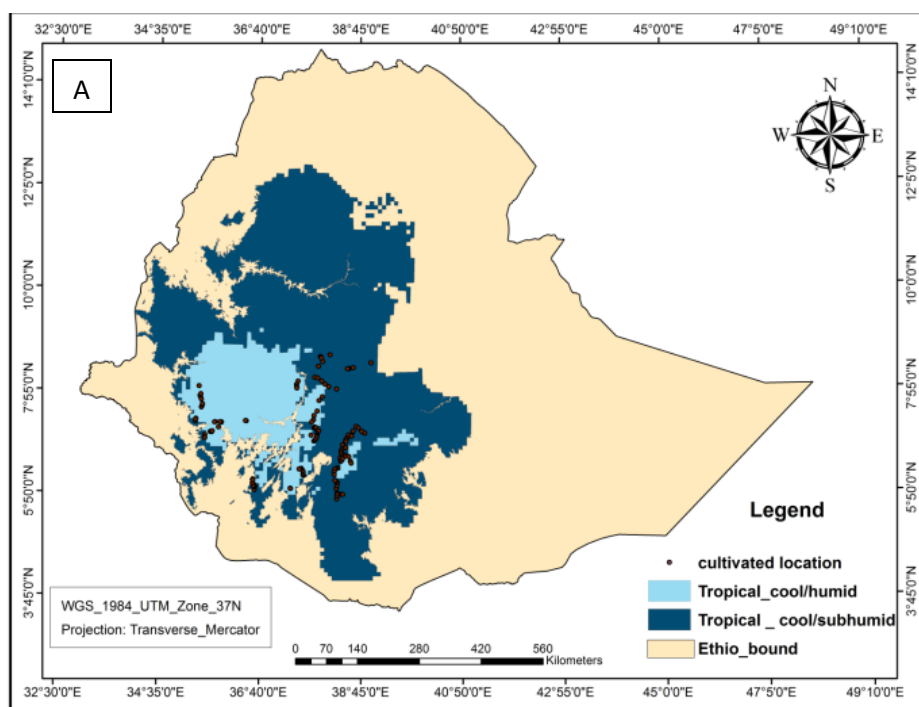 32°30'0"E 34°35'0"E 36°40'0"E 38°45'0"E 40°50'0"E 42°55'0"E 45°0'0"E 47°5'0"E 49°10'0"E
A
N
W E
S
14°10'0"N 14°10'0"N
12°5'0"N 12°5'0"N
10°0'0"N 10°0'0"N
7°55'0"N 7°55'0"N
5°50'0"N 5°50'0"N
3°45'0"N 3°45'0"N
Legend
cultivated location
Tropical_cool/humid
Tropical _ cool/subhumid
Ethio_bound
WGS_1984_UTM_Zone_37N
Projection: Transverse_Mercator
0 70 140 280 420 560
Kilometers
32°30'0"E 34°35'0"E 36°40'0"E 38°45'0"E 40°50'0"E 42°55'0"E 45°0'0"E 47°5'0"E 49°10'0"E